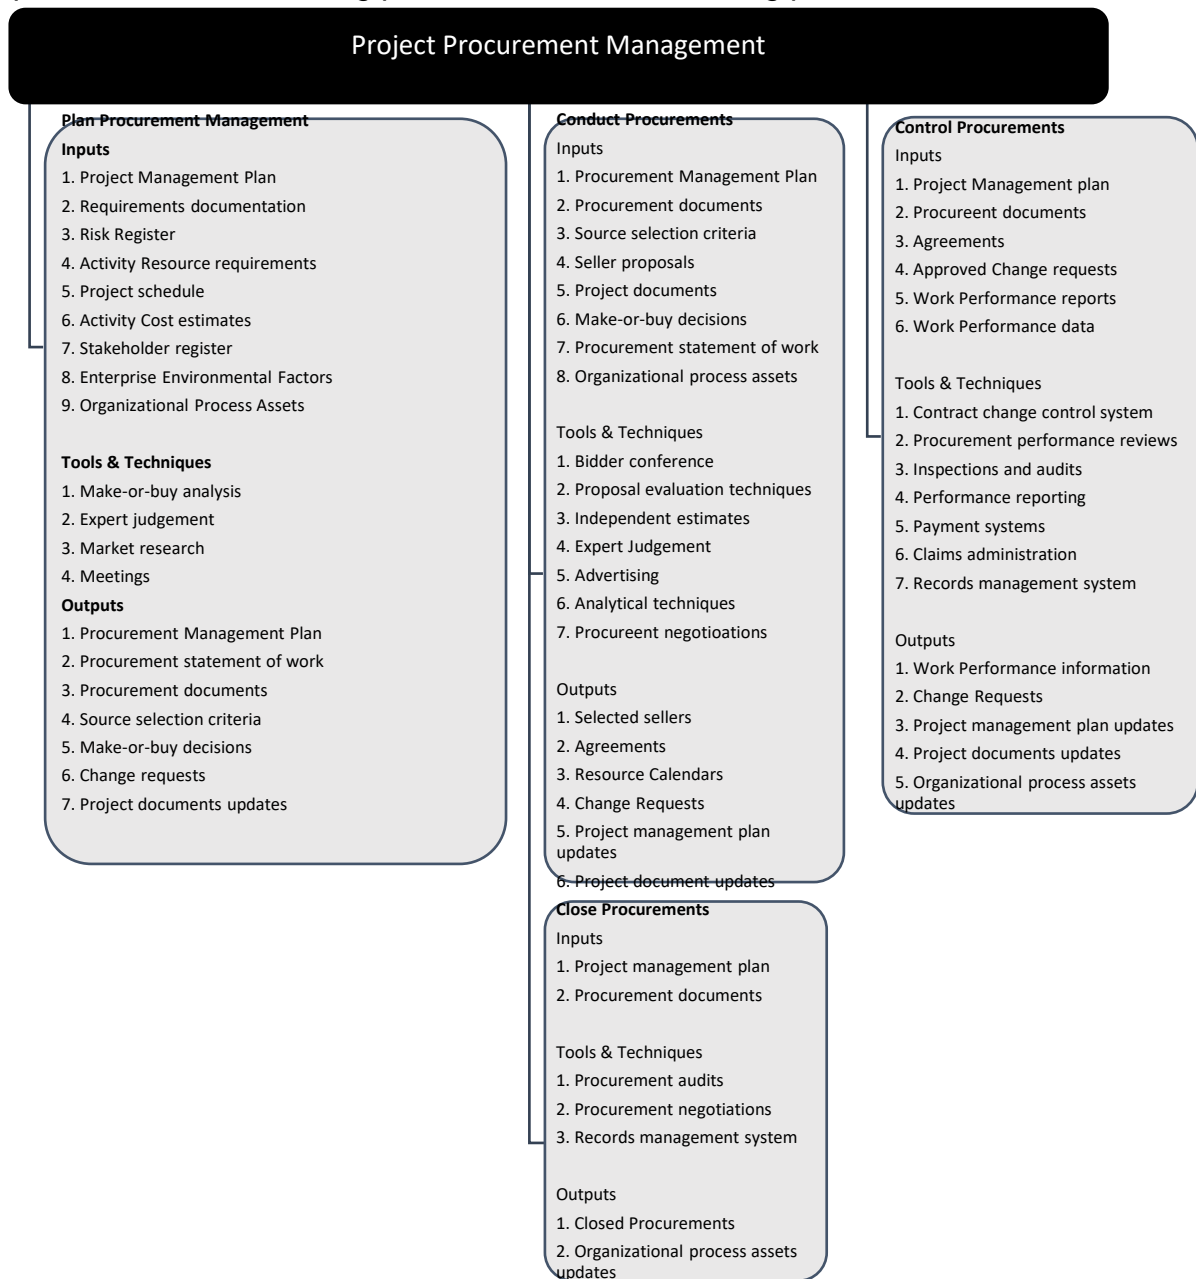 Project Procurement Management
Plan Procurement Management
Inputs
1. Project Management Plan
2. Requirements documentation
3. Risk Register
4. Activity Resource requirements
5. Project schedule
6. Activity Cost estimates
7. Stakeholder register
8. Enterprise Environmental Factors
9. Organizational Process Assets
Tools & Techniques
1. Make-or-buy analysis
2. Expert judgement
3. Market research
4. Meetings
Outputs
1. Procurement Management Plan
2. Procurement statement of work
3. Procurement documents
4. Source selection criteria
5. Make-or-buy decisions
6. Change requests
7. Project documents updates
Conduct Procurements
Inputs
1. Procurement Management Plan
2. Procurement documents
3. Source selection criteria
4. Seller proposals
5. Project documents
6. Make-or-buy decisions
7. Procurement statement of work
8. Organizational process assets
Tools & Techniques
1. Bidder conference
2. Proposal evaluation techniques
3. Independent estimates
4. Expert Judgement
5. Advertising
6. Analytical techniques
7. Procureent negotioations
Outputs
1. Selected sellers
2. Agreements
3. Resource Calendars
4. Change Requests
5. Project management plan
updates
6. Project document updates
Close Procurements
Inputs
1. Project management plan
2. Procurement documents
Tools & Techniques
1. Procurement audits
2. Procurement negotiations
3. Records management system
Outputs
1. Closed Procurements
2. Organizational process assets
updates
Control Procurements
Inputs
1. Project Management plan
2. Procureent documents
3. Agreements
4. Approved Change requests
5. Work Performance reports
6. Work Performance data
Tools & Techniques
1. Contract change control system
2. Procurement performance reviews
3. Inspections and audits
4. Performance reporting
5. Payment systems
6. Claims administration
7. Records management system
Outputs
1. Work Performance information
2. Change Requests
3. Project management plan updates
4. Project documents updates
5. Organizational process assets
updates